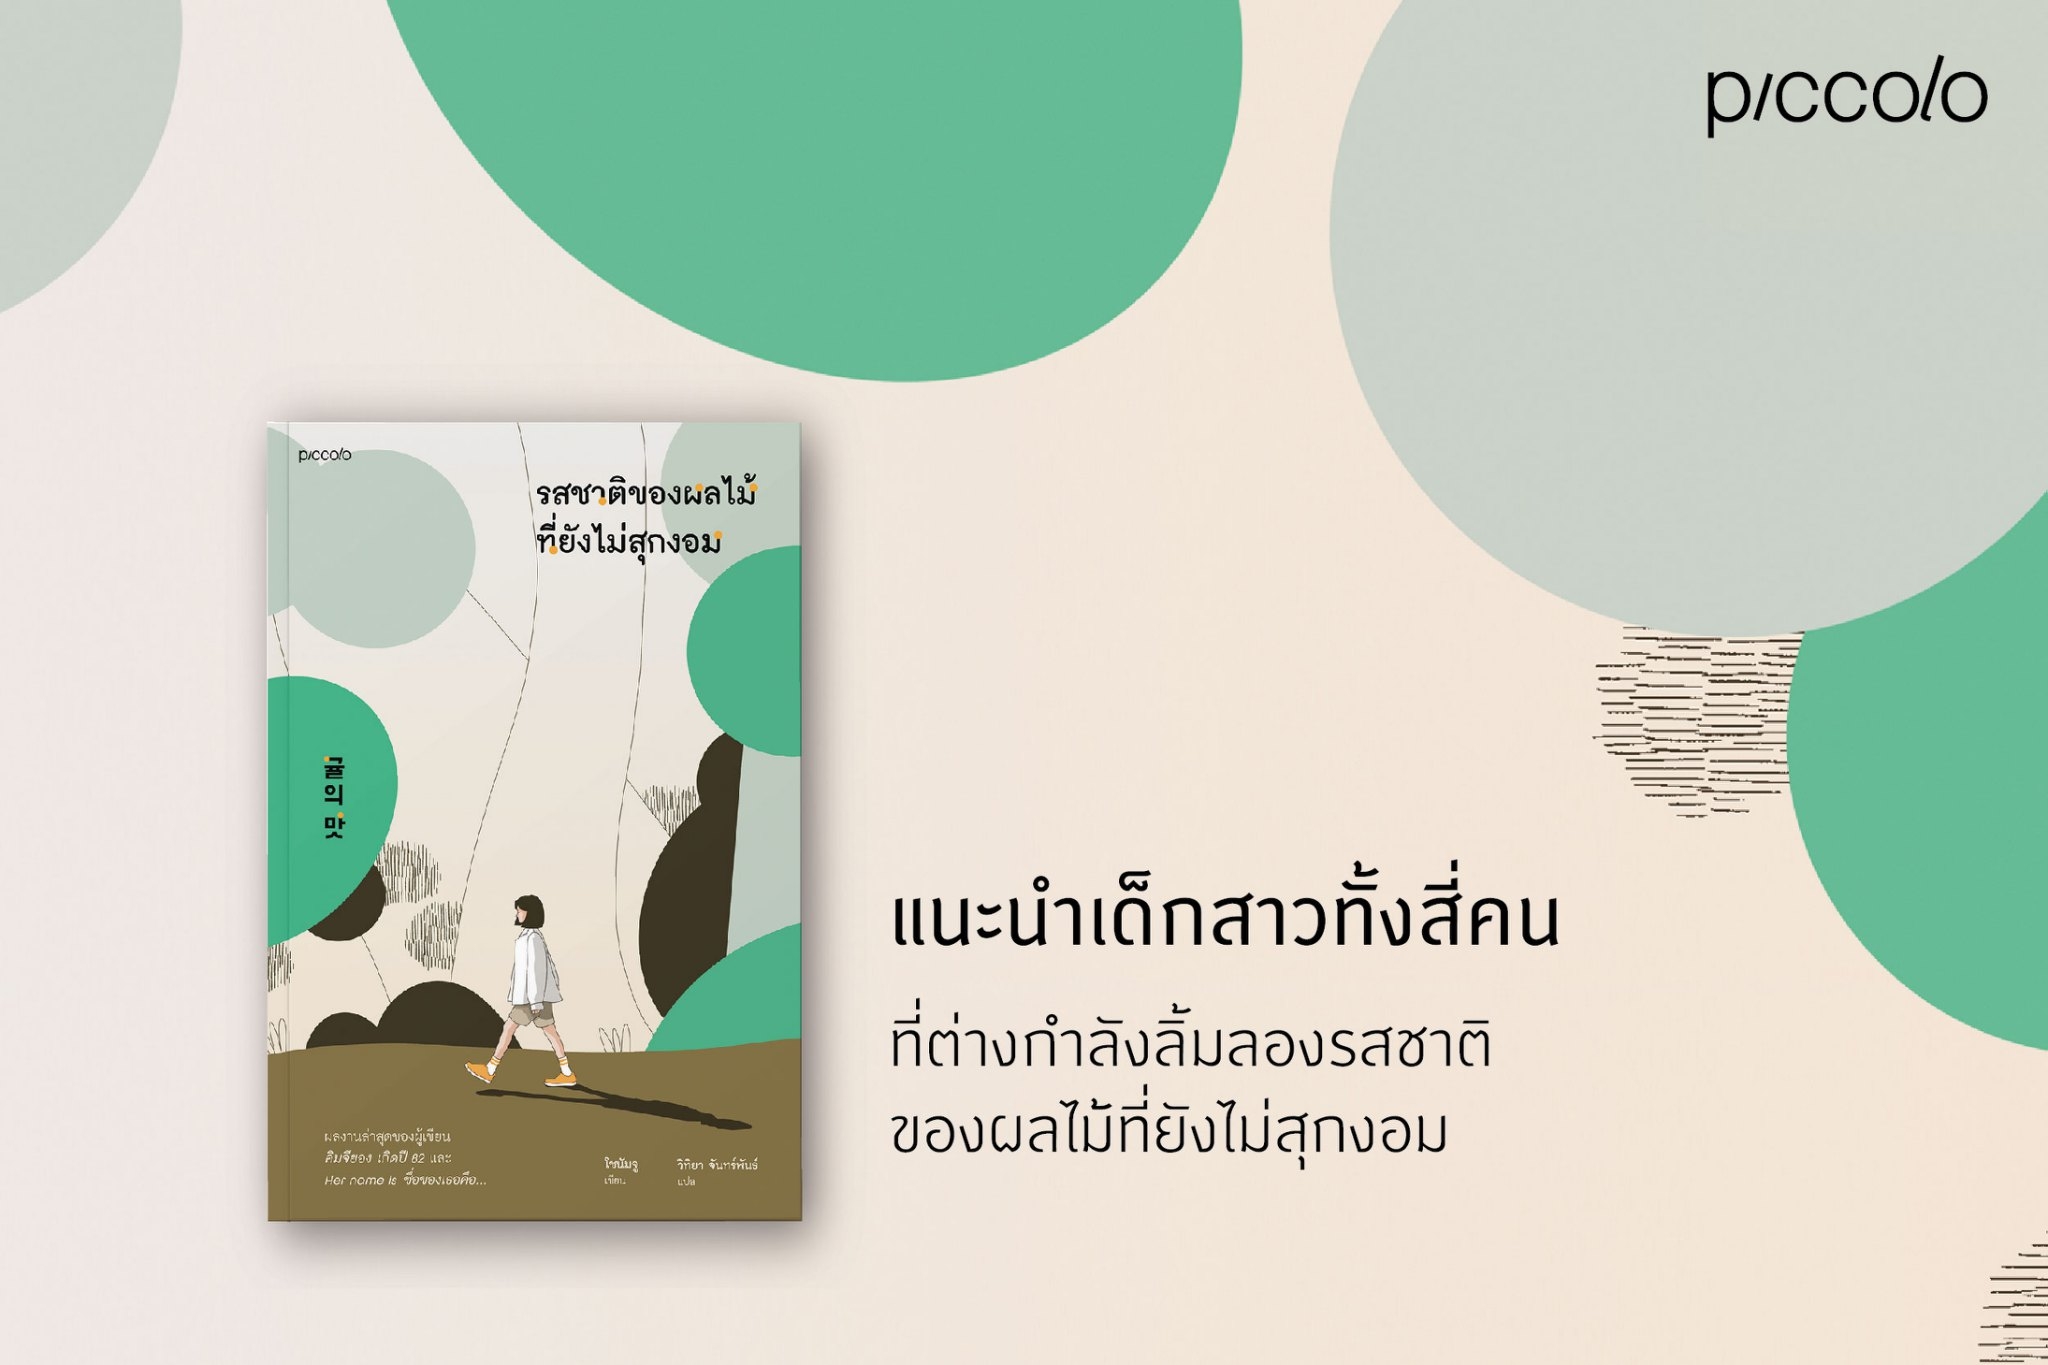 piccolo
piccolo
รสชาติของผลไม้
ที่ยังไม่สุกงอม
귤의 맛
ผลงานล่าสุดของผู้เขียน
คิมจียอง เกิดปี 82 และ
Her name is ชื่อของเธอคือ...
โชนัมจู
เขียน
วิทิยา จันทร์พันธ์
แปล
แนะนำเด็กสาวทั้งสี่คน
ที่ต่างกำลังลิ้มลองรสชาติ
ของผลไม้ที่ยังไม่สุกงอม